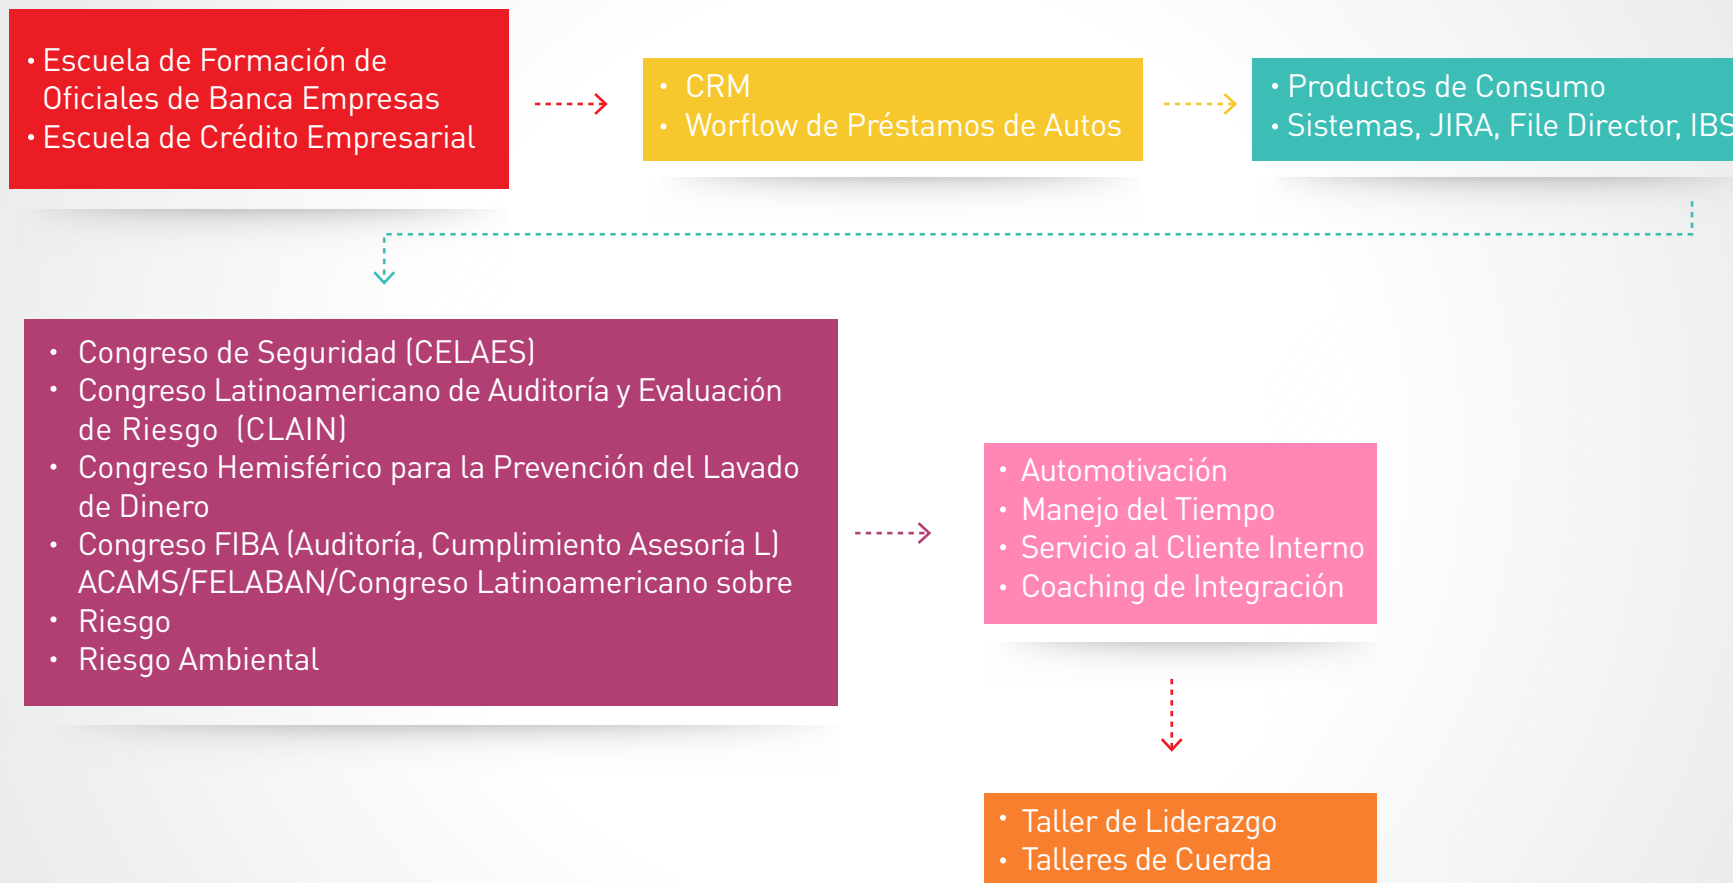 • Escuela de Formación de
Oficiales de Banca Empresas
• Escuela de Crédito Empresarial
• CRM
• Worflow de Préstamos de Autos
• Productos de Consumo
• Sistemas, JIRA, File Director, IBS
• Congreso de Seguridad (CELAES)
• Congreso Latinoamericano de Auditoría y Evaluación
de Riesgo (CLAIN)
• Congreso Hemisférico para la Prevención del Lavado
de Dinero
• Congreso FIBA (Auditoría, Cumplimiento Asesoría L)
ACAMS/FELABAN/Congreso Latinoamericano sobre
• Riesgo
• Riesgo Ambiental
• Automotivación
• Manejo del Tiempo
• Servicio al Cliente Interno
• Coaching de Integración
• Taller de Liderazgo
• Talleres de Cuerda